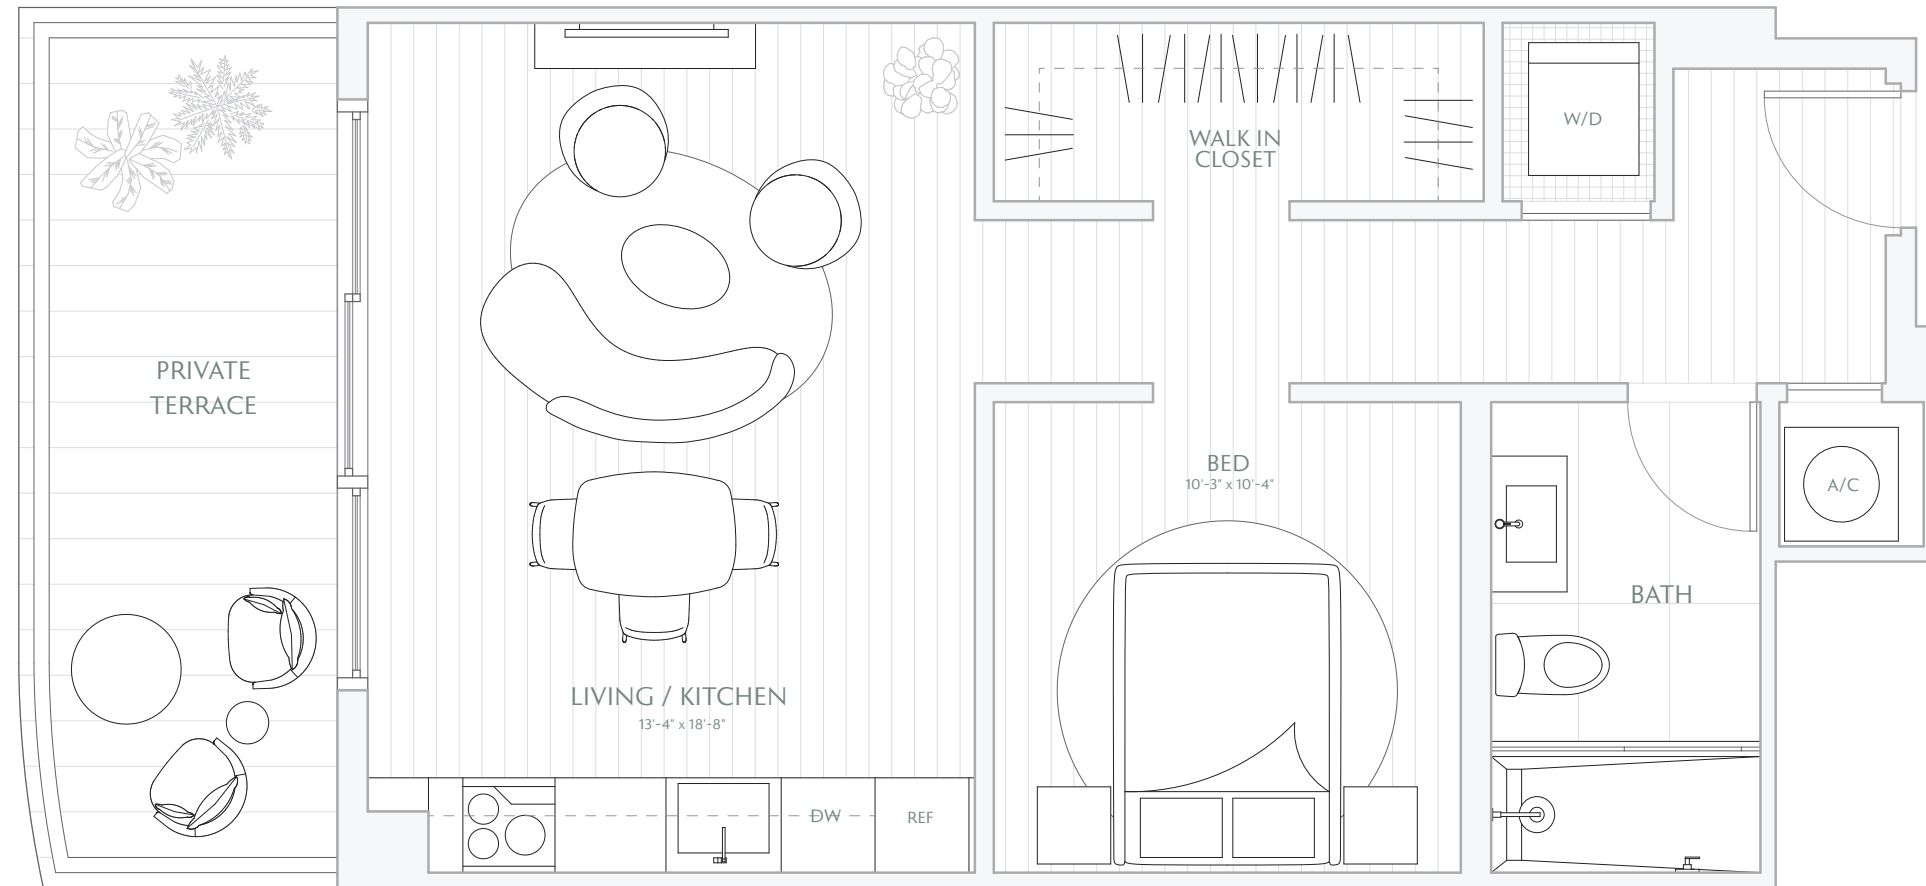 W/D
WALK IN
CLOSET
PRIVATE
TERRACE
BED
10'-3" x 10'-4"
A/C
BATH
LIVING / KITCHEN
13'-4" x 18'-8"
DW
REF